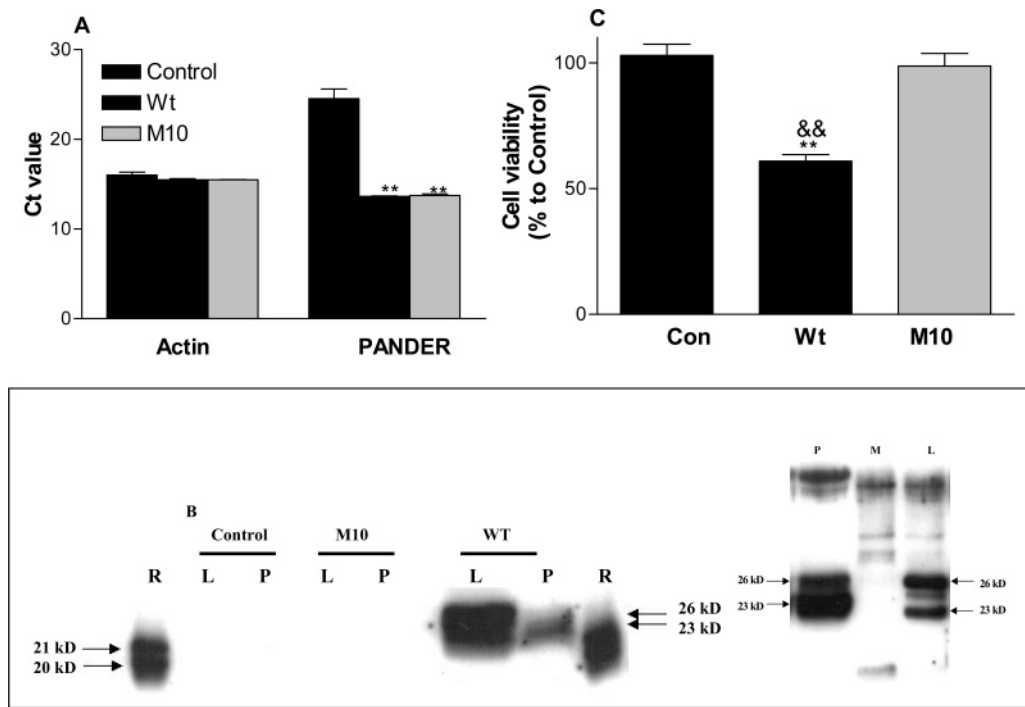 A
30
20
10
0
Ct value
Control
Wt
M10
** **
Actin PANDER
C
100
50
0
Cell viability
(% to Control)
&&
**
Con Wt M10
B
Control M10 WT
R L P L P L P R
21 kD
20 kD
26 kD
23 kD
P M L
26 kD
23 kD
26 kD
23 kD